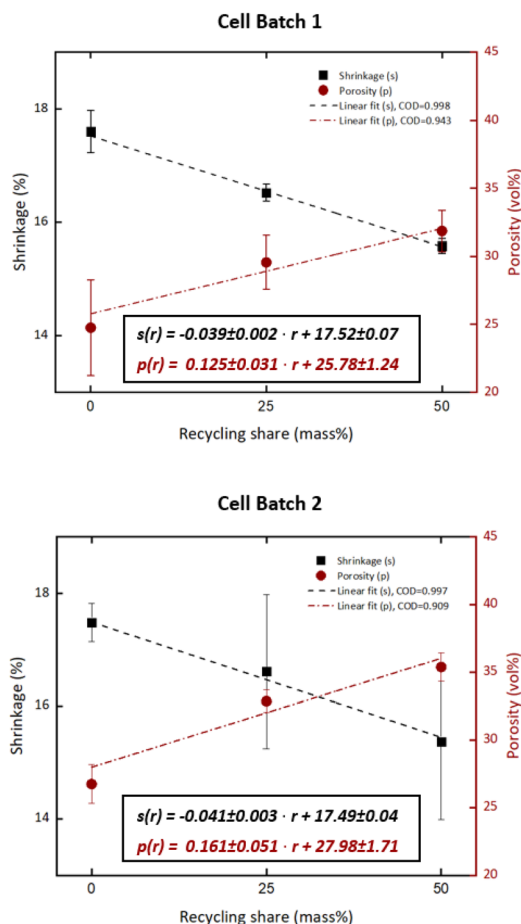 Cell Batch 1
45
Shrinkage (s)
Porosity (p)
18
Linear fit (s), COD=0.998
40
Linear fit (p), COD=0.943
Shrinkage (%)
35
Porosity (vol%)
16
30
s(r) = -0.039±0.002 · r + 17.52±0.07
25
14
p(r) = 0.125±0.031 · r + 25.78±1.24
20
0
25
50
Recycling share (mass%)
Cell Batch 2
45
Shrinkage (s)
Porosity (p)
18
Linear fit (s), COD=0.997
40
Linear fit (p), COD=0.909
Shrinkage (%)
35
Porosity (vol%)
16
30
s(r) = -0.041±0.003 · r + 17.49±0.04
25
14
p(r) = 0.161±0.051 · r + 27.98±1.71
20
0
25
50
Recycling share (mass%)